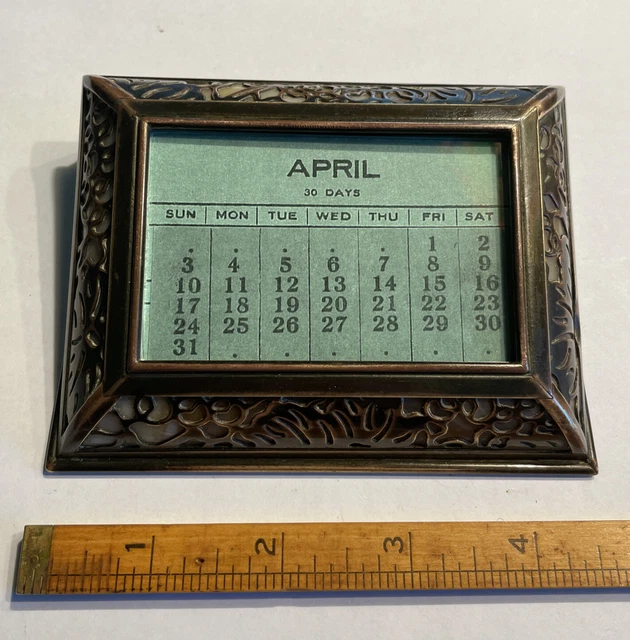 APRIL
30 DAYS
SUN MON TUE WED THU FRI SAT
. . . . . 1 2
3 4 5 6 7 8 9
10 11 12 13 14 15 16
17 18 19 20 21 22 23
24 25 26 27 28 29 30
31 . . . . . .
1 2 3 4